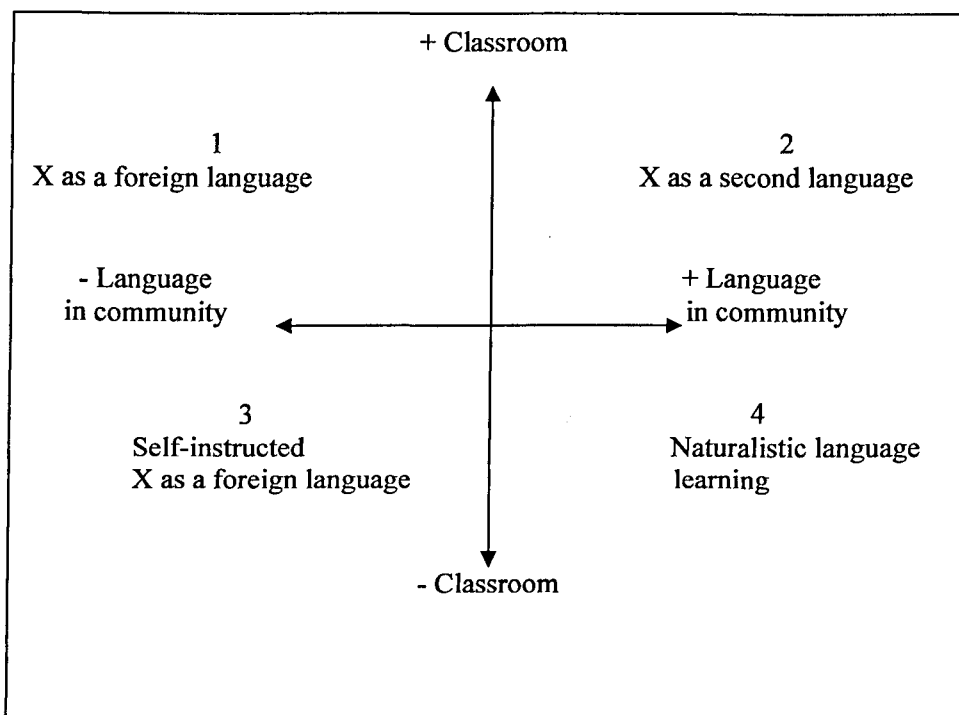 + Classroom
1
X as a foreign language
2
X as a second language
- Language
in community
+ Language
in community
3
Self-instructed
X as a foreign language
4
Naturalistic language
learning
- Classroom